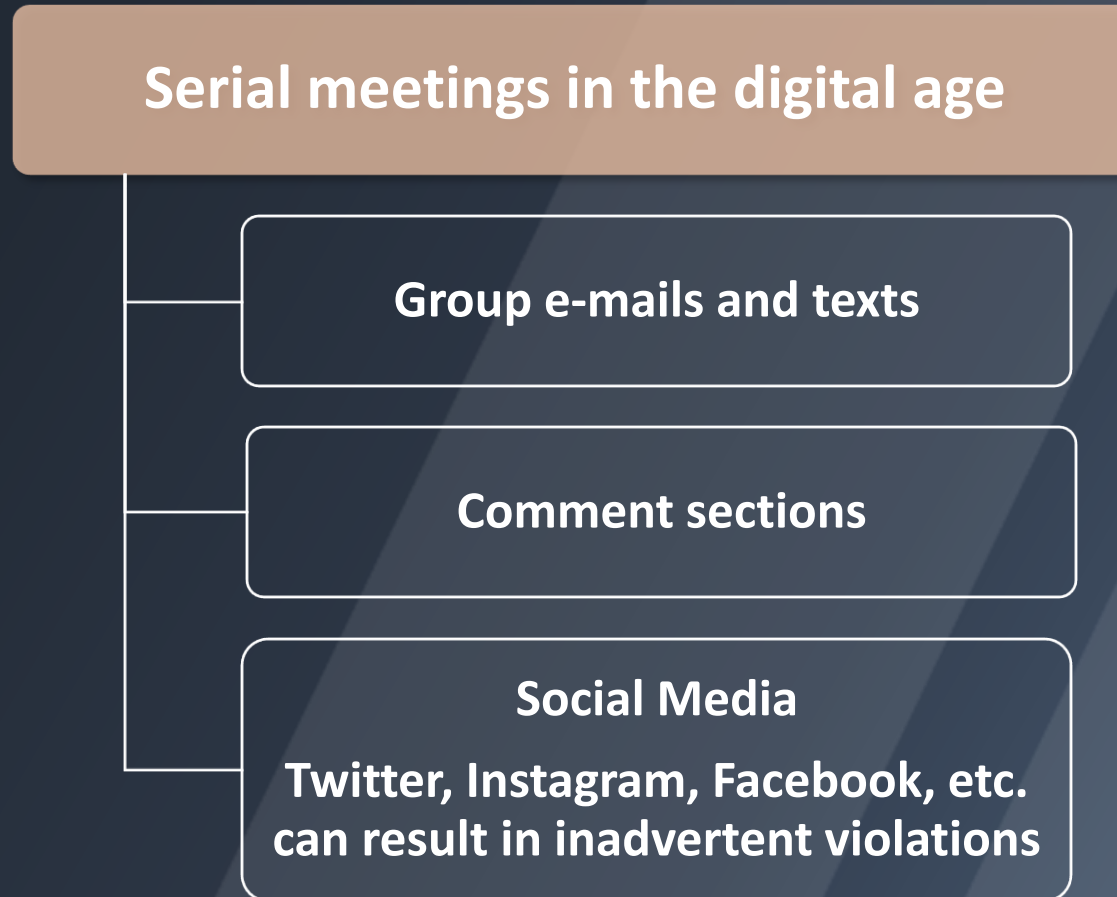 Serial meetings in the digital age
Group e-mails and texts
Comment sections
Social Media
Twitter, Instagram, Facebook, etc.
can result in inadvertent violations